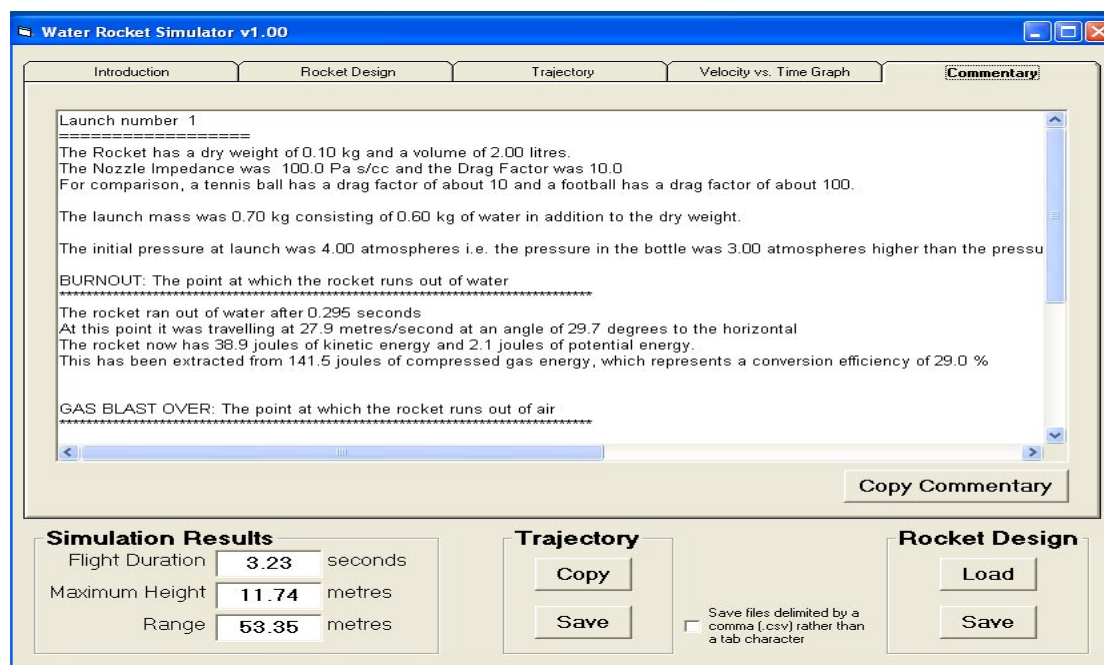 Water Rocket Simulator v1.00
Introduction
Rocket Design
Trajectory
Velocity vs. Time Graph
Commentary
Launch number 1
==================
The Rocket has a dry weight of 0.10 kg and a volume of 2.00 litres.
The Nozzle Impedance was 100.0 Pa s/cc and the Drag Factor was 10.0
For comparison, a tennis ball has a drag factor of about 10 and a football has a drag factor of about 100.
The launch mass was 0.70 kg consisting of 0.60 kg of water in addition to the dry weight.
The initial pressure at launch was 4.00 atmospheres i.e. the pressure in the bottle was 3.00 atmospheres higher than the pressu
BURNOUT: The point at which the rocket runs out of water
********************************************************************************
The rocket ran out of water after 0.295 seconds
At this point it was travelling at 27.9 metres/second at an angle of 29.7 degrees to the horizontal
The rocket now has 38.9 joules of kinetic energy and 2.1 joules of potential energy.
This has been extracted from 141.5 joules of compressed gas energy, which represents a conversion efficiency of 29.0 %
GAS BLAST OVER: The point at which the rocket runs out of air
********************************************************************************
Copy Commentary
Simulation Results
Flight Duration 3.23 seconds
Maximum Height 11.74 metres
Range 53.35 metres
Trajectory
Copy
Save
Save files delimited by a
comma (.csv) rather than
a tab character
Rocket Design
Load
Save